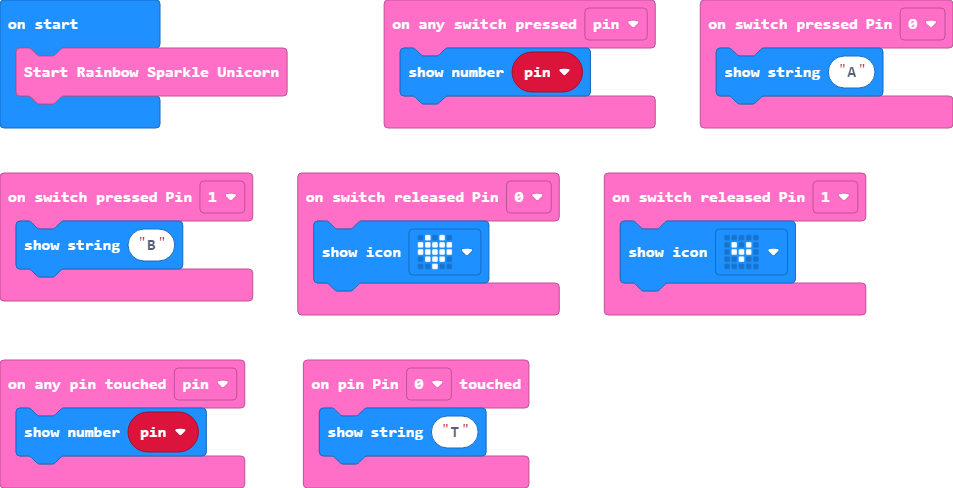 on start
Start Rainbow Sparkle Unicorn
on any switch pressed pin
show number pin
on switch pressed Pin 0
show string "A"
on switch pressed Pin 1
show string "B"
on switch released Pin 0
show icon
on switch released Pin 1
show icon
on any pin touched pin
show number pin
on pin Pin 0 touched
show string "T"